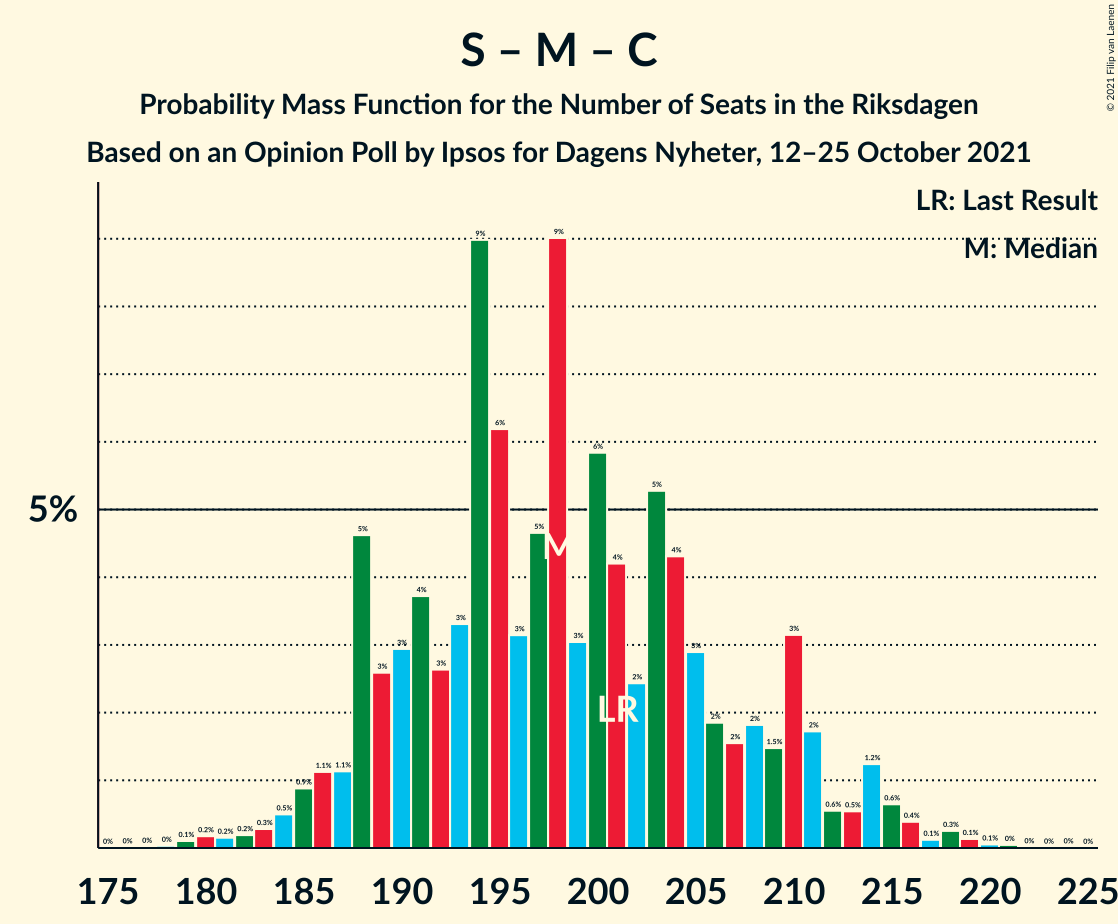 © 2021 Filip van Laenen
S – M – C
Probability Mass Function for the Number of Seats in the Riksdagen
Based on an Opinion Poll by Ipsos for Dagens Nyheter, 12–25 October 2021
LR: Last Result
M: Median
5%
0% 0% 0% 0% 0.1% 0.2% 0.2% 0.2% 0.3% 0.5% 0.9% 1.1% 1.1% 5% 3% 3% 4% 3% 3% 9% 6% 3% 5% 9% 3% 6% 4% 2% 5% 4% 3% 2% 2% 2% 1.5% 3% 2% 0.6% 0.5% 1.2% 0.6% 0.4% 0.1% 0.3% 0.1% 0.1% 0% 0% 0% 0% 0%
M
LR
175 180 185 190 195 200 205 210 215 220 225